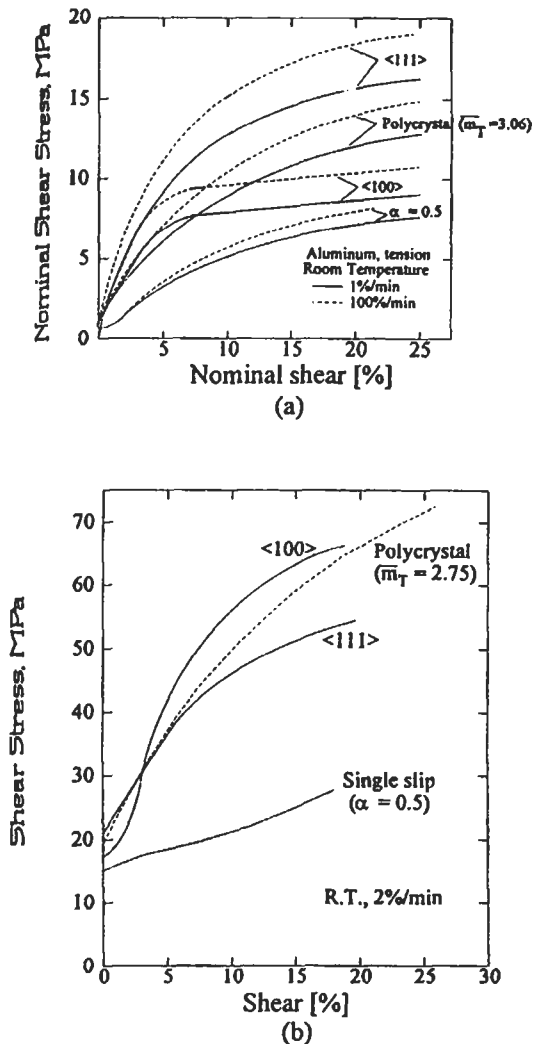 20
15
10
5
0
Nominal Shear Stress, MPa
<111>
Polycrystal (m̅_T =3.06)
<100>
α = 0.5
Aluminum, tension
Room Temperature
1%/min
100%/min
0 5 10 15 20 25
Nominal shear [%]
(a)
70
60
50
40
30
20
10
0
Shear Stress, MPa
<100>
Polycrystal
(m̅_T = 2.75)
<111>
Single slip
(α = 0.5)
R.T., 2%/min
0 5 10 15 20 25 30
Shear [%]
(b)